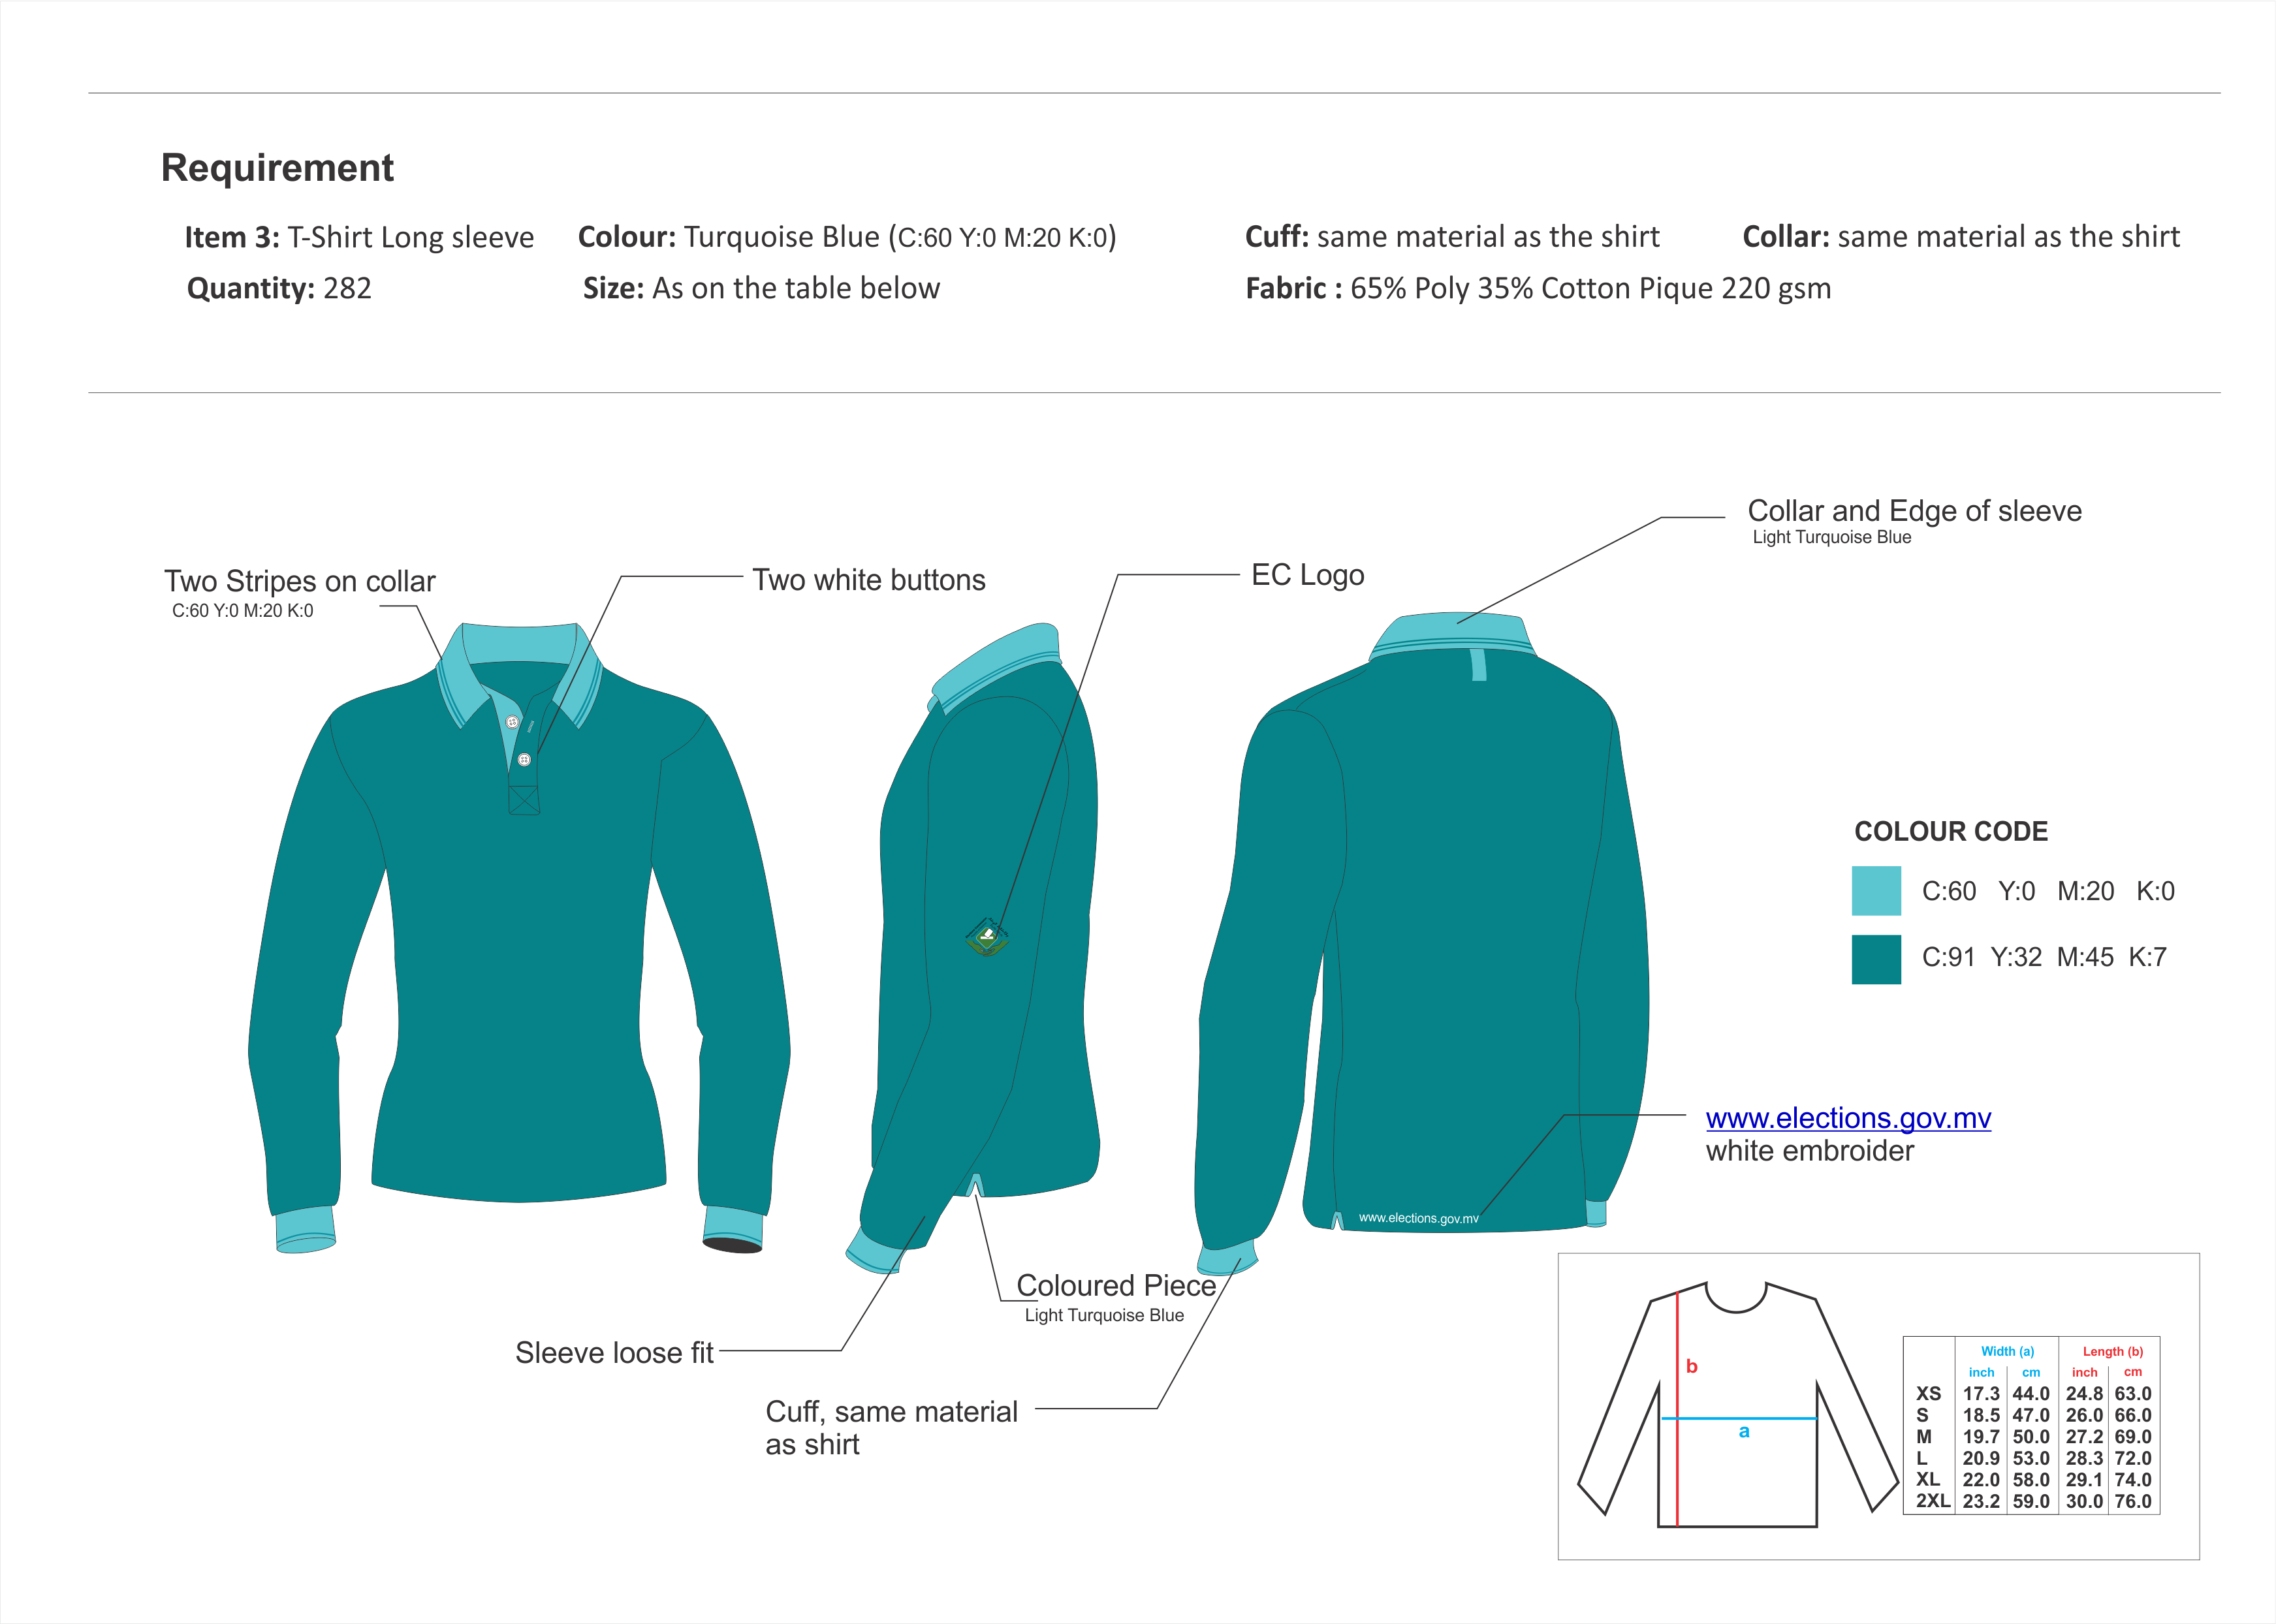 Requirement
Item 3: T-Shirt Long sleeve Colour: Turquoise Blue (C:60 Y:0 M:20 K:0) Cuff: same material as the shirt Collar: same material as the shirt
Quantity: 282 Size: As on the table below Fabric : 65% Poly 35% Cotton Pique 220 gsm
Collar and Edge of sleeve
Light Turquoise Blue
Two Stripes on collar
C:60 Y:0 M:20 K:0
Two white buttons
EC Logo
COLOUR CODE
C:60 Y:0 M:20 K:0
C:91 Y:32 M:45 K:7
www.elections.gov.mv
white embroider
www.elections.gov.mv
Coloured Piece
Light Turquoise Blue
Sleeve loose fit
Cuff, same material
as shirt
b
a
Width (a) Length (b)
inch cm inch cm
XS 17.3 44.0 24.8 63.0
S 18.5 47.0 26.0 66.0
M 19.7 50.0 27.2 69.0
L 20.9 53.0 28.3 72.0
XL 22.0 58.0 29.1 74.0
2XL 23.2 59.0 30.0 76.0